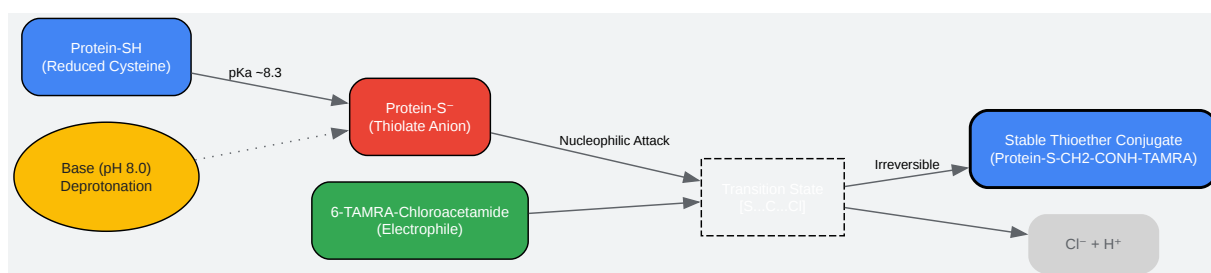 Protein-SH
(Reduced Cysteine)
pKa ~8.3
Base (pH 8.0)
Deprotonation
Protein-S⁻
(Thiolate Anion)
Nucleophilic Attack
6-TAMRA-Chloroacetamide
(Electrophile)
Transition State
[S...C...Cl]
Irreversible
Stable Thioether Conjugate
(Protein-S-CH2-CONH-TAMRA)
Cl⁻ + H⁺